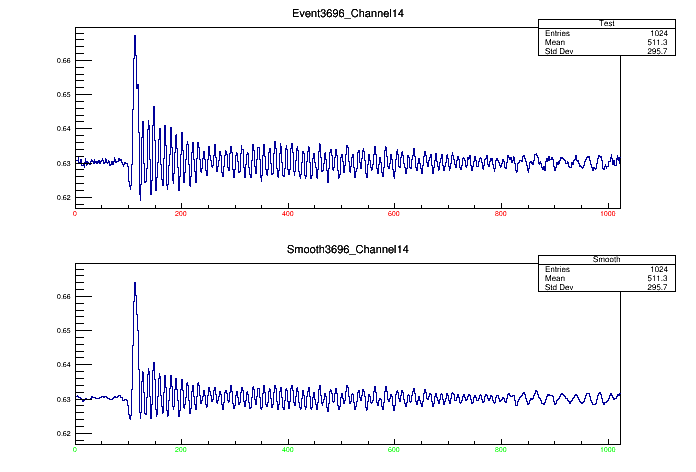 Event3696_Channel14
Test
Entries 1024
Mean 511.3
Std Dev 295.7
0.66
0.65
0.64
0.63
0.62
0 200 400 600 800 1000
Smooth3696_Channel14
Smooth
Entries 1024
Mean 511.3
Std Dev 295.7
0.66
0.65
0.64
0.63
0.62
0 200 400 600 800 1000